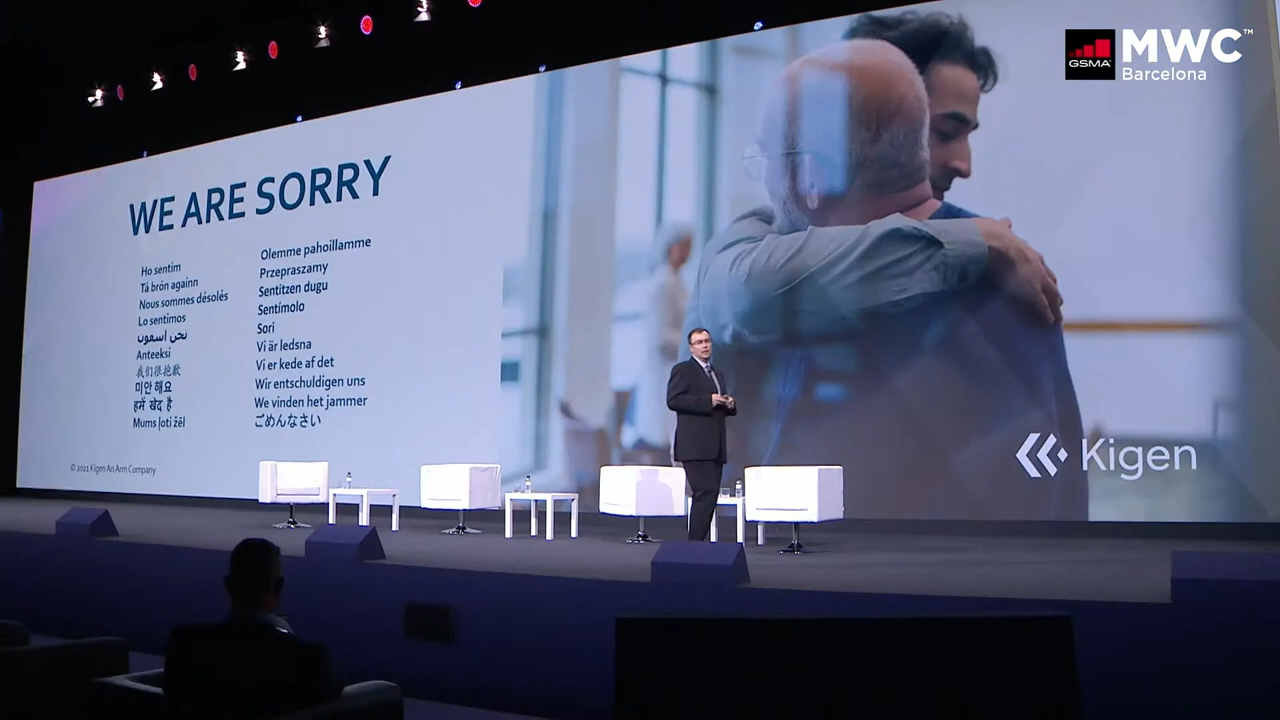 GSMA
MWC™
Barcelona
WE ARE SORRY
Ho sentim
Tá brón againn
Nous sommes désolés
Lo sentimos
نحن اسفون
Anteeksi
我们很抱歉
미안 해요
हमें खेद है
Mums ļoti žēl
Olemme pahoillamme
Przepraszamy
Sentitzen dugu
Sentímolo
Sori
Vi är ledsna
Vi er kede af det
Wir entschuldigen uns
We vinden het jammer
ごめんなさい
© 2021 Kigen An Arm Company
Kigen